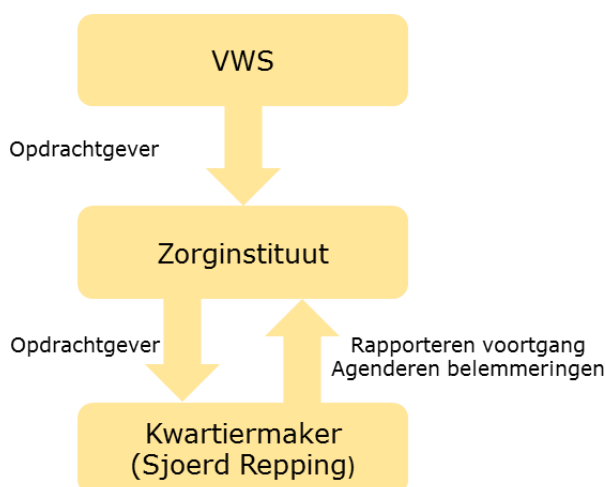 VWS
Opdrachtgever
Zorginstituut
Opdrachtgever
Rapporteren voortgang
Agenderen belemmeringen
Kwartiermaker
(Sjoerd Repping)